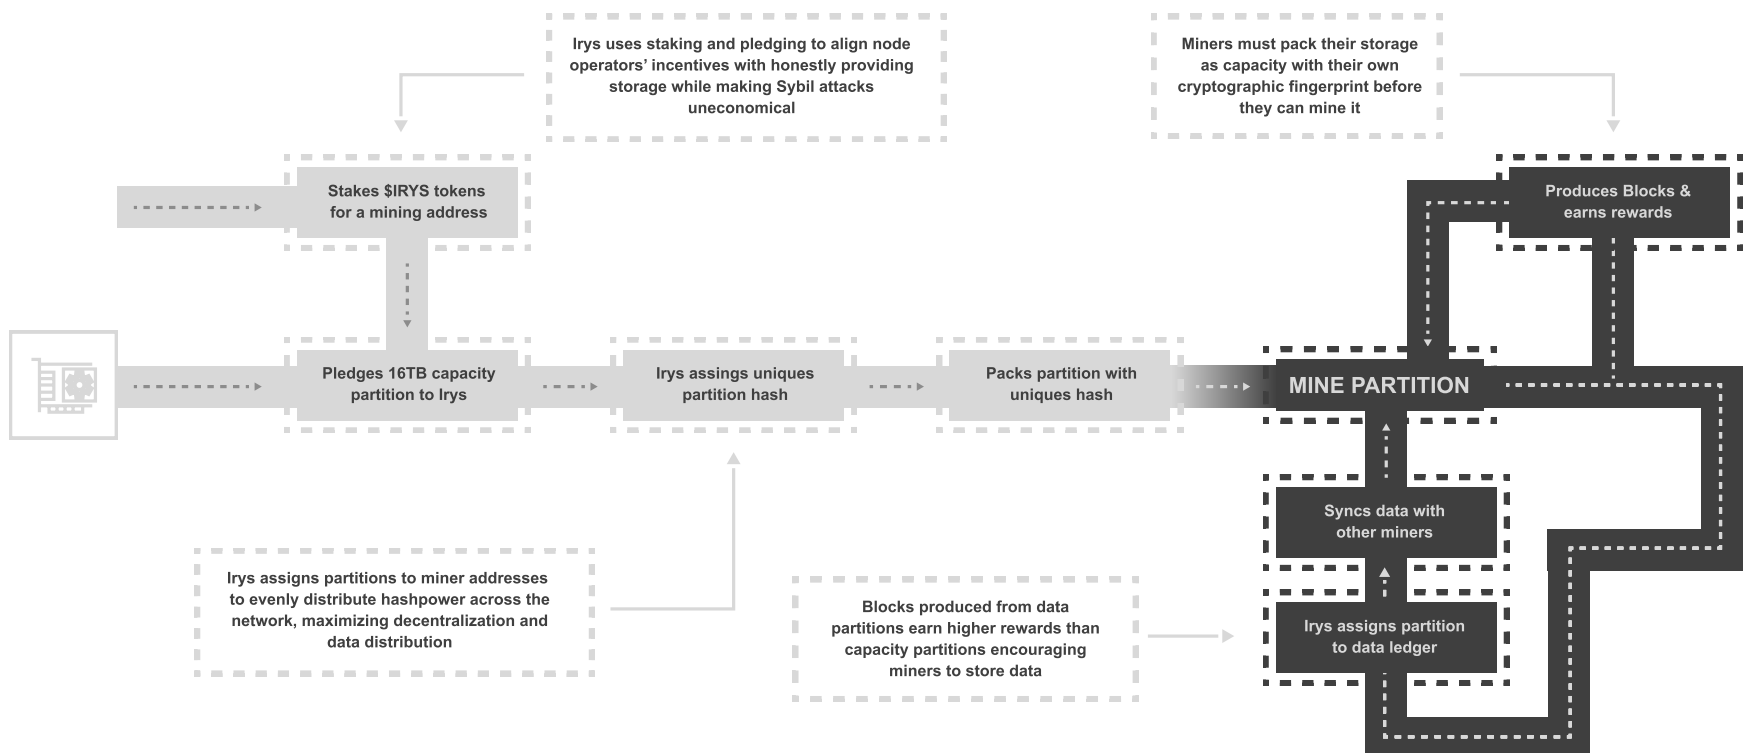 Irys uses staking and pledging to align node
operators’ incentives with honestly providing
storage while making Sybil attacks
uneconomical
Miners must pack their storage
as capacity with their own
cryptographic fingerprint before
they can mine it
Stakes $IRYS tokens
for a mining address
Produces Blocks &
earns rewards
Pledges 16TB capacity
partition to Irys
Irys assings uniques
partition hash
Packs partition with
uniques hash
MINE PARTITION
Syncs data with
other miners
Irys assigns partitions to miner addresses
to evenly distribute hashpower across the
network, maximizing decentralization and
data distribution
Blocks produced from data
partitions earn higher rewards than
capacity partitions encouraging
miners to store data
Irys assigns partition
to data ledger